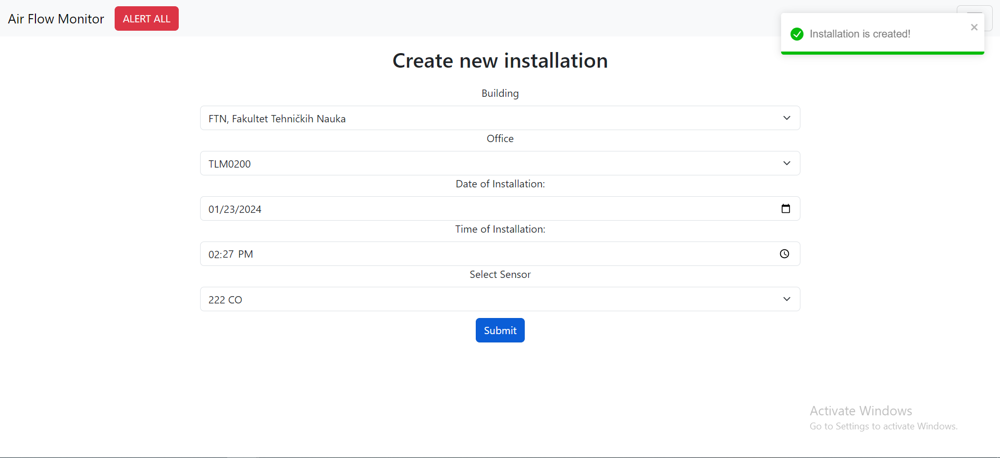 Air Flow Monitor ALERT ALL
Installation is created!
Create new installation
Building
FTN, Fakultet Tehničkih Nauka
Office
TLM0200
Date of Installation:
01/23/2024
Time of Installation:
02:27 PM
Select Sensor
222 CO
Submit
Activate Windows
Go to Settings to activate Windows.